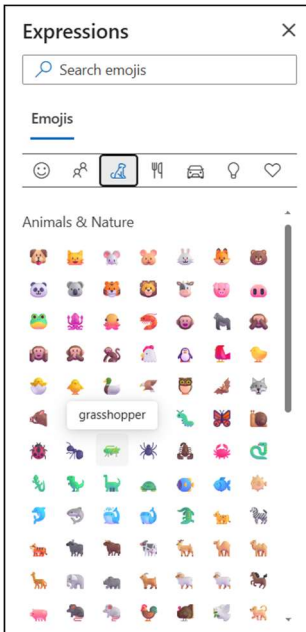 Expressions
Search emojis
Emojis
Animals & Nature
grasshopper